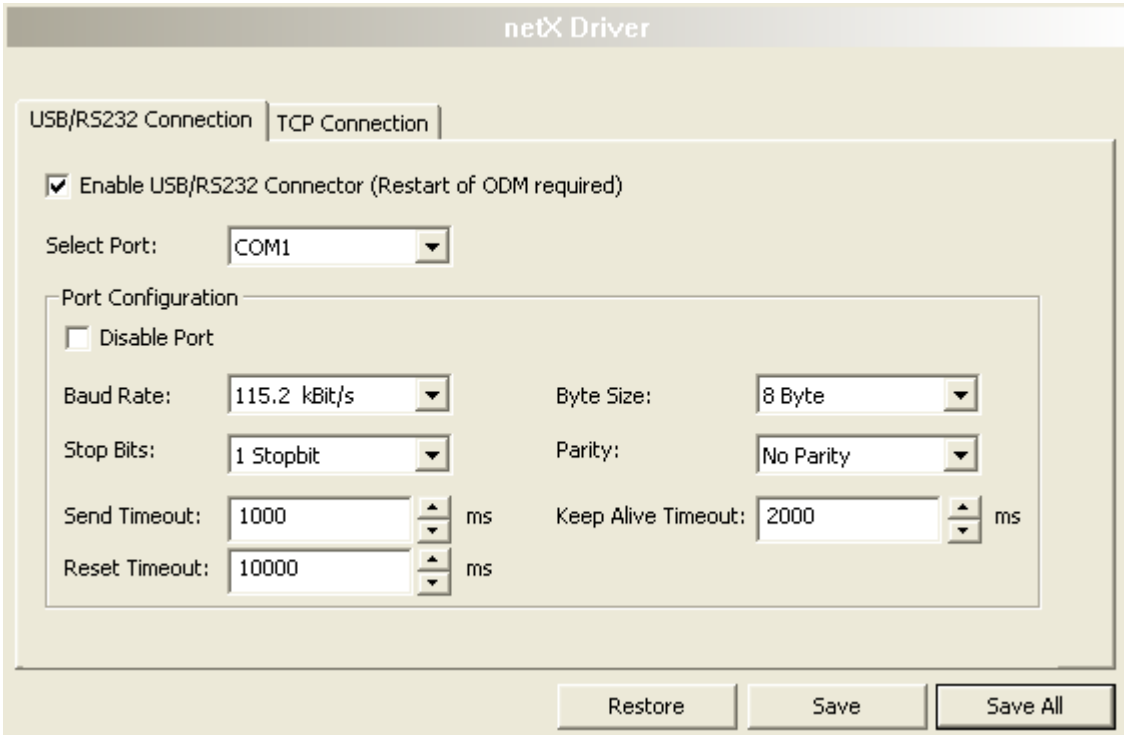 netX Driver
USB/RS232 Connection TCP Connection
Enable USB/RS232 Connector (Restart of ODM required)
Select Port: COM1
Port Configuration
Disable Port
Baud Rate: 115.2 kBit/s Byte Size: 8 Byte
Stop Bits: 1 Stopbit Parity: No Parity
Send Timeout: 1000 ms Keep Alive Timeout: 2000 ms
Reset Timeout: 10000 ms
Restore Save Save All